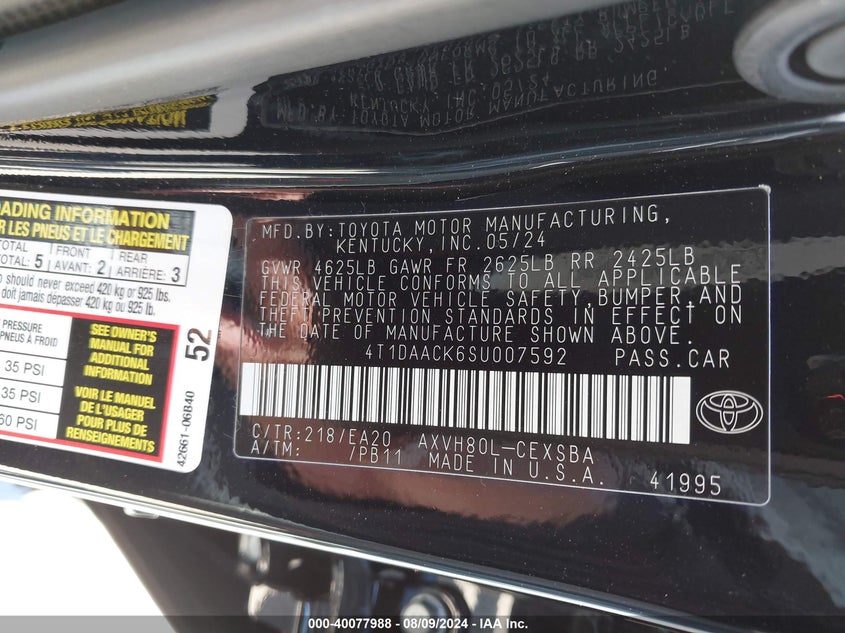 OADING INFORMATION
R LES PNEUS ET LE CHARGEMENT
TOTAL FRONT
TOTAL: 5 AVANT: 2 ARRIÈRE: 3
should never exceed 420 kg or 925 lbs.
doit jamais dépasser 420 kg ou 925 lb.
PRESSURE
PNEUS À FROID
35 PSI
35 PSI
60 PSI
SEE OWNER'S
MANUAL FOR
ADDITIONAL
INFORMATION
VOIR LE MANUEL
DE L'USAGER
POUR PLUS DE
RENSEIGNEMENTS
52
42661-06B40
MFD.BY:TOYOTA MOTOR MANUFACTURING,
KENTUCKY,INC.05/24
GVWR 4625LB GAWR FR 2625LB RR 2425LB
THIS VEHICLE CONFORMS TO ALL APPLICABLE
FEDERAL MOTOR VEHICLE SAFETY,BUMPER,AND
THEFT PREVENTION STANDARDS IN EFFECT ON
THE DATE OF MANUFACTURE SHOWN ABOVE.
4T1DAACK6SU007592 PASS.CAR
C/TR:218/EA20 AXVH80L-CEXSBA
A/TM: /PB11 MADE IN U.S.A.
41995
000-40077988 - 08/09/2024 - IAA Inc.